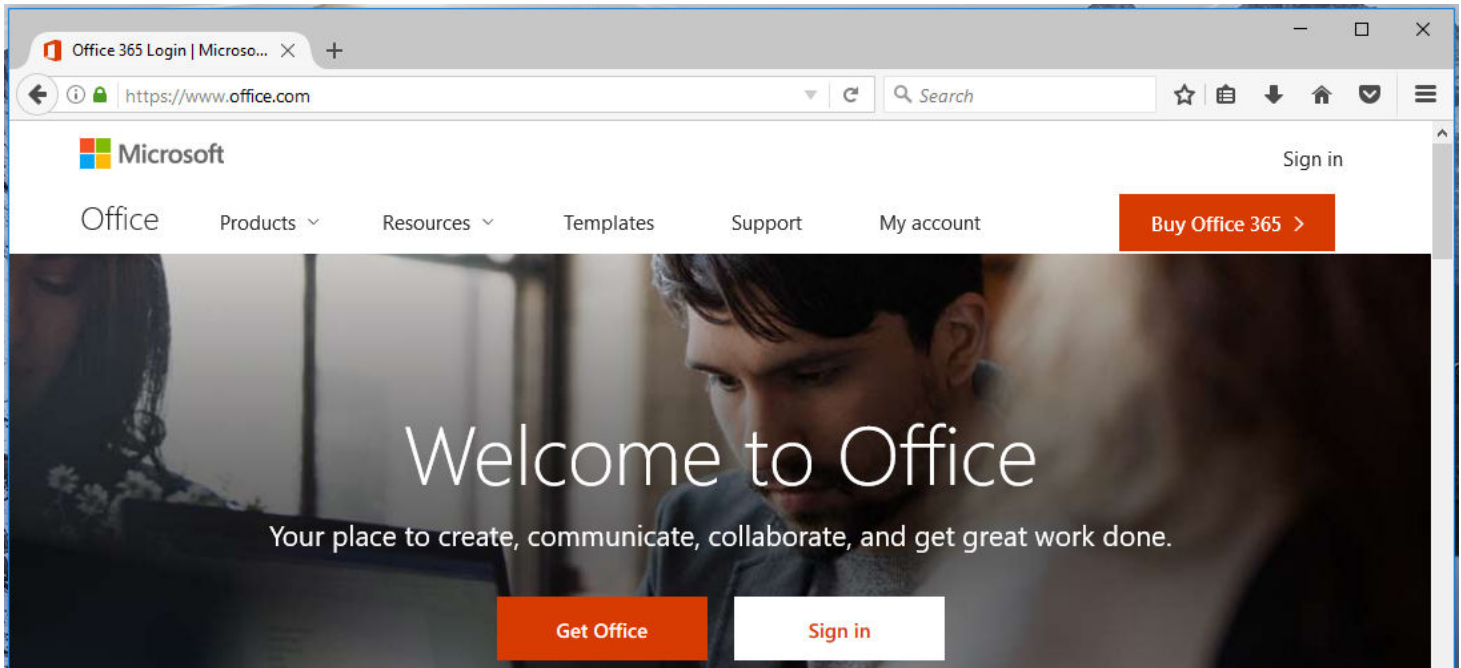 Office 365 Login | Microso...
https://www.office.com
Search
Microsoft
Sign in
Office Products Resources Templates Support My account Buy Office 365
Welcome to Office
Your place to create, communicate, collaborate, and get great work done.
Get Office Sign in